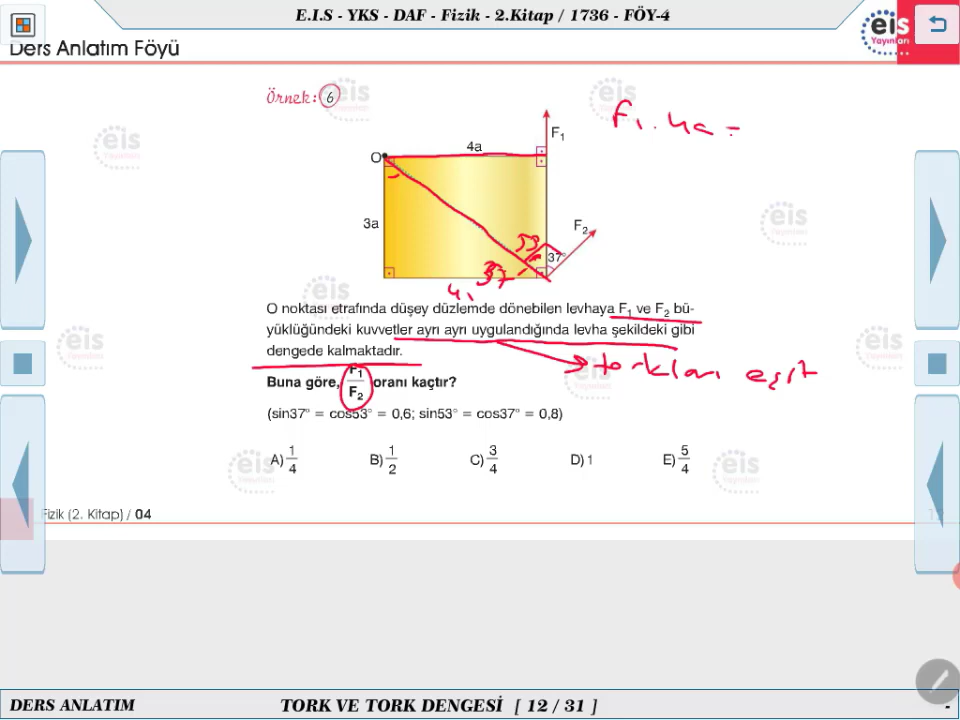 E.I.S - YKS - DAF - Fizik - 2.Kitap / 1736 - FÖY-4
Ders Anlatım Föyü
eis
Yayınları
Örnek: 6
F₁ . 4a =
4a
F₁
O
3a
F₂
53
37°
37
O noktası etrafında düşey düzlemde dönebilen levhaya F₁ ve F₂ bü-
yüklüğündeki kuvvetler ayrı ayrı uygulandığında levha şekildeki gibi
dengede kalmaktadır.
torkları eşit
Buna göre, F₁/F₂ oranı kaçtır?
(sin37° = cos53° = 0,6; sin53° = cos37° = 0,8)
A) 1/4 B) 1/2 C) 3/4 D) 1 E) 5/4
Fizik (2. Kitap) / 04
DERS ANLATIM TORK VE TORK DENGESİ [ 12 / 31 ] -